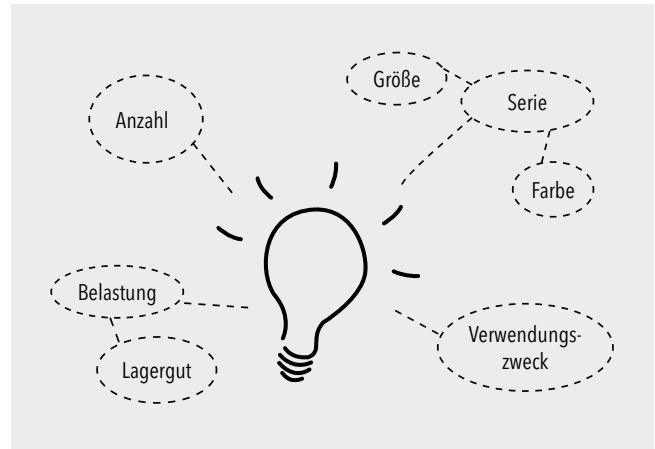 Größe
Serie
Anzahl
Farbe
Belastung
Verwendungs-
zweck
Lagergut